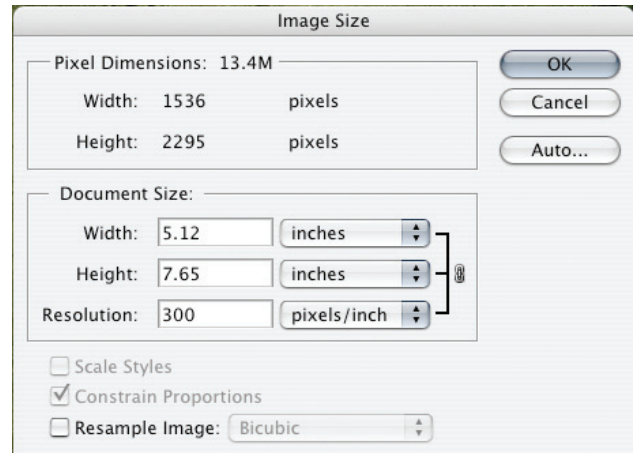 Image Size
Pixel Dimensions: 13.4M
OK
Width: 1536 pixels
Cancel
Height: 2295 pixels
Auto...
Document Size:
Width: 5.12 inches
Height: 7.65 inches
Resolution: 300 pixels/inch
Scale Styles
Constrain Proportions
Resample Image: Bicubic